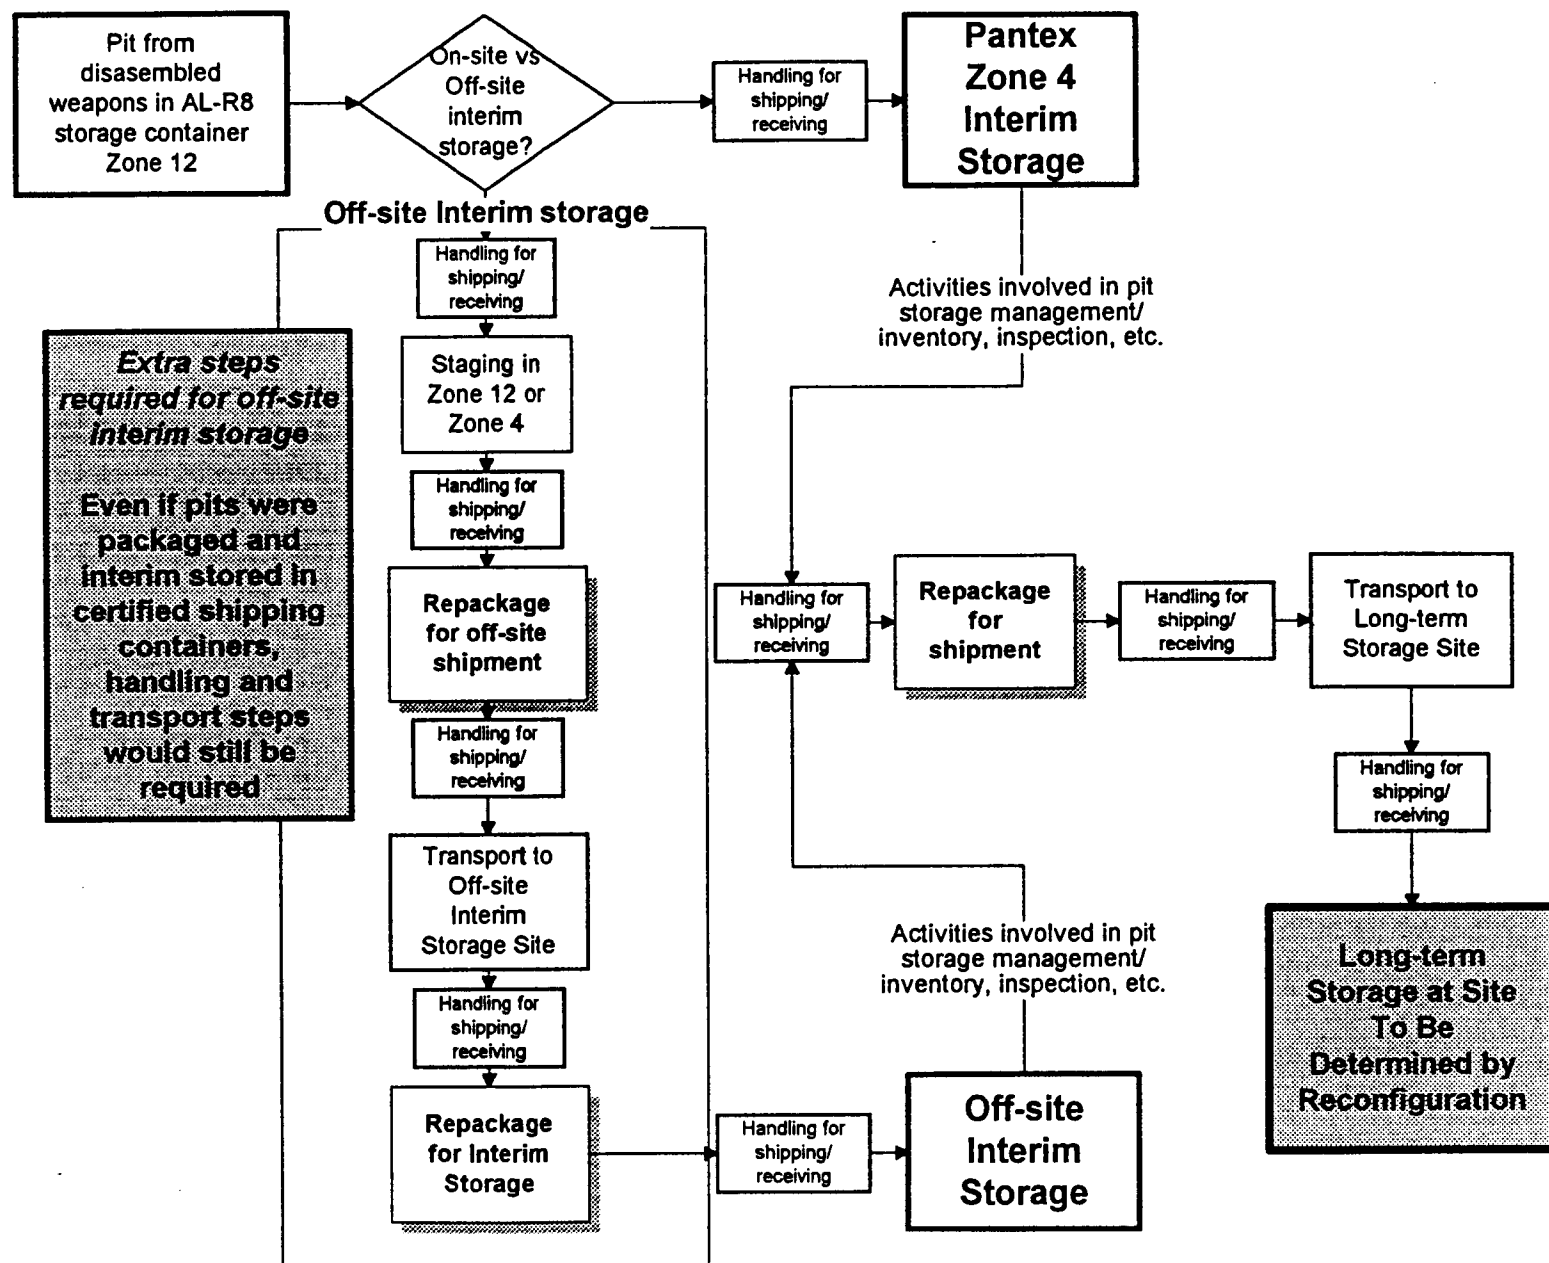 Pit from
disasembled
weapons in AL-R8
storage container
Zone 12
On-site vs
Off-site
interim
storage?
Handling for
shipping/
receiving
Pantex
Zone 4
Interim
Storage
Off-site Interim storage
Handling for
shipping/
receiving
Staging in
Zone 12 or
Zone 4
Handling for
shipping/
receiving
Repackage
for off-site
shipment
Handling for
shipping/
receiving
Transport to
Off-site
Interim
Storage Site
Handling for
shipping/
receiving
Repackage
for Interim
Storage
Extra steps
required for off-site
interim storage
Even if pits were
packaged and
interim stored in
certified shipping
containers,
handling and
transport steps
would still be
required
Activities involved in pit
storage management/
inventory, inspection, etc.
Handling for
shipping/
receiving
Repackage
for
shipment
Handling for
shipping/
receiving
Transport to
Long-term
Storage Site
Handling for
shipping/
receiving
Long-term
Storage at Site
To Be
Determined by
Reconfiguration
Activities involved in pit
storage management/
inventory, inspection, etc.
Handling for
shipping/
receiving
Off-site
Interim
Storage